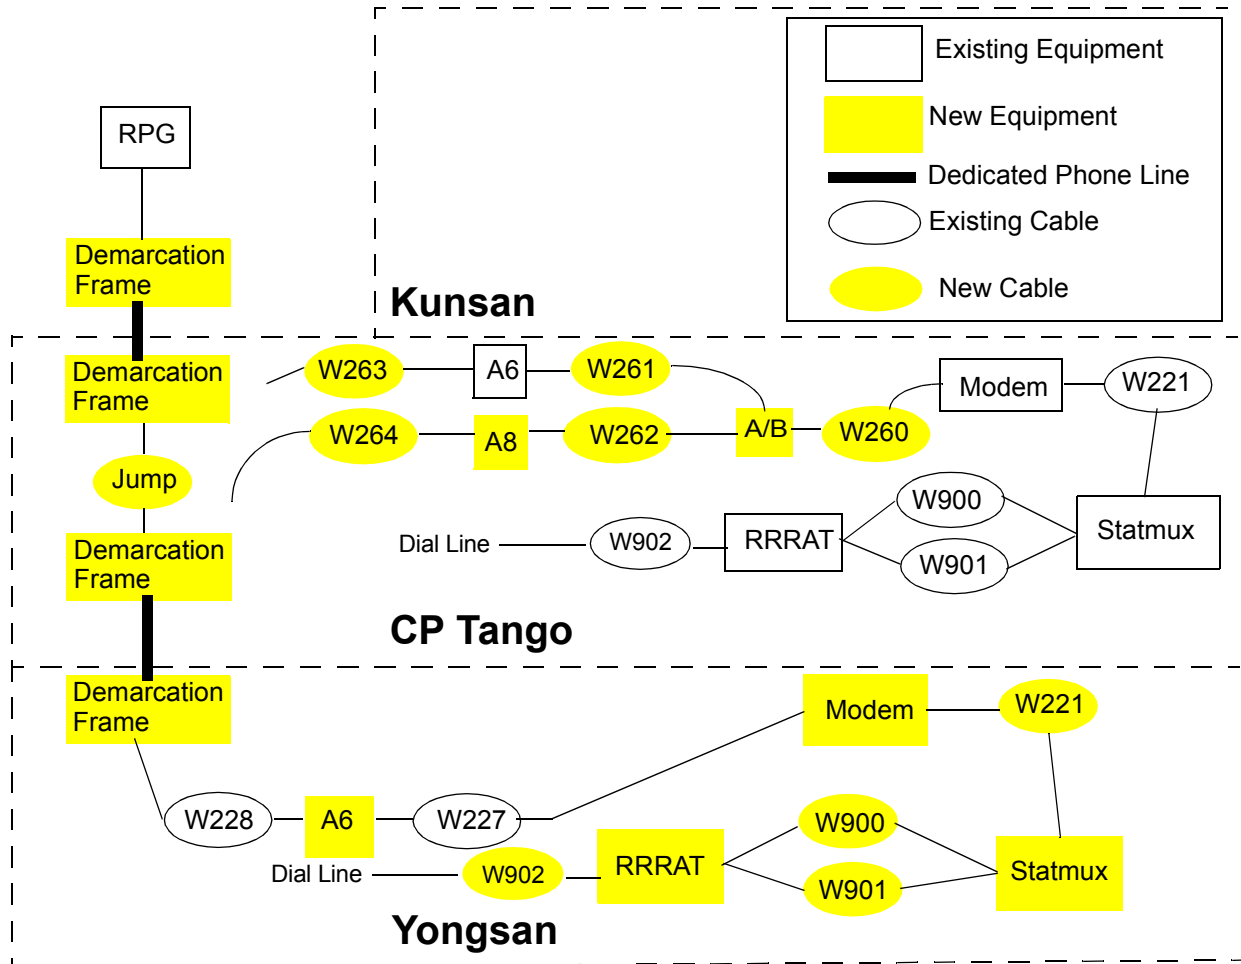 Existing Equipment
New Equipment
Dedicated Phone Line
Existing Cable
New Cable
RPG
Demarcation
Frame
Kunsan
Demarcation
Frame
W263
A6
W261
Modem
W221
W264
A8
W262
A/B
W260
Jump
W900
Dial Line
W902
RRRAT
Statmux
W901
Demarcation
Frame
CP Tango
Demarcation
Frame
Modem
W221
W228
A6
W227
W900
Dial Line
W902
RRRAT
W901
Statmux
Yongsan